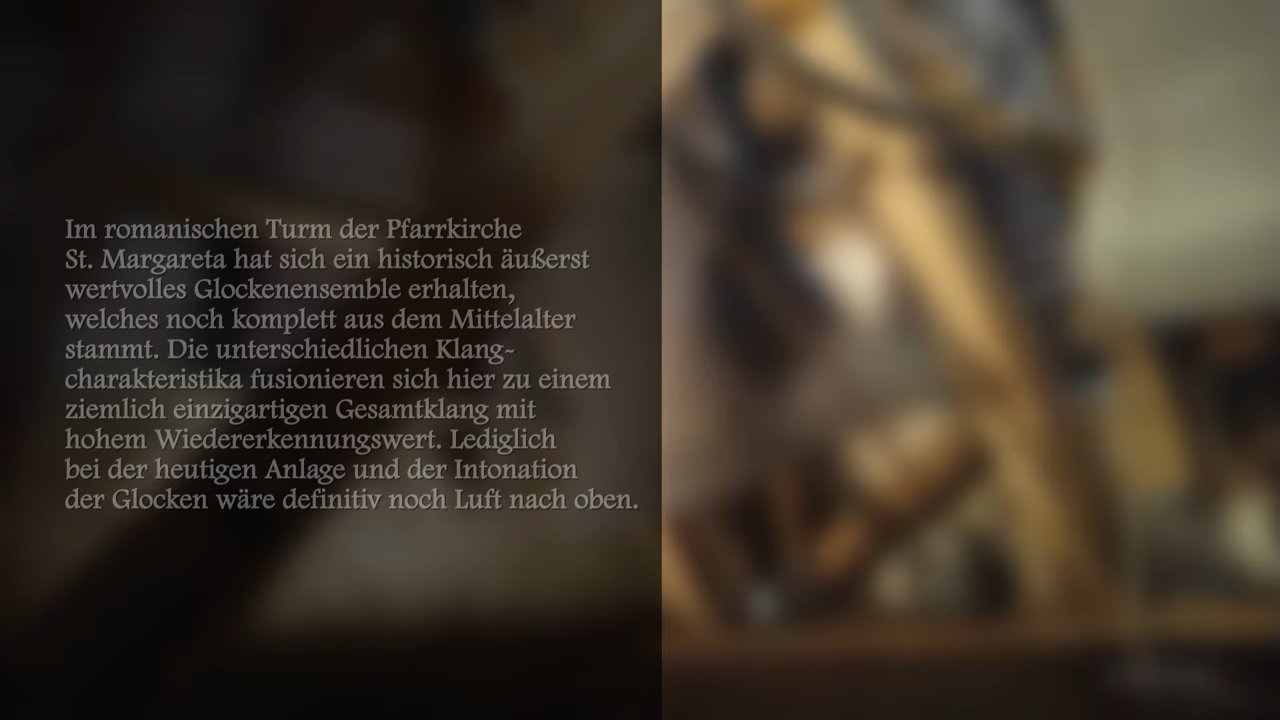 Im romanischen Turm der Pfarrkirche
St. Margareta hat sich ein historisch äußerst
wertvolles Glockenensemble erhalten,
welches noch komplett aus dem Mittelalter
stammt. Die unterschiedlichen Klang-
charakteristika fusionieren sich hier zu einem
ziemlich einzigartigen Gesamtklang mit
hohem Wiedererkennungswert. Lediglich
bei der heutigen Anlage und der Intonation
der Glocken wäre definitiv noch Luft nach oben.